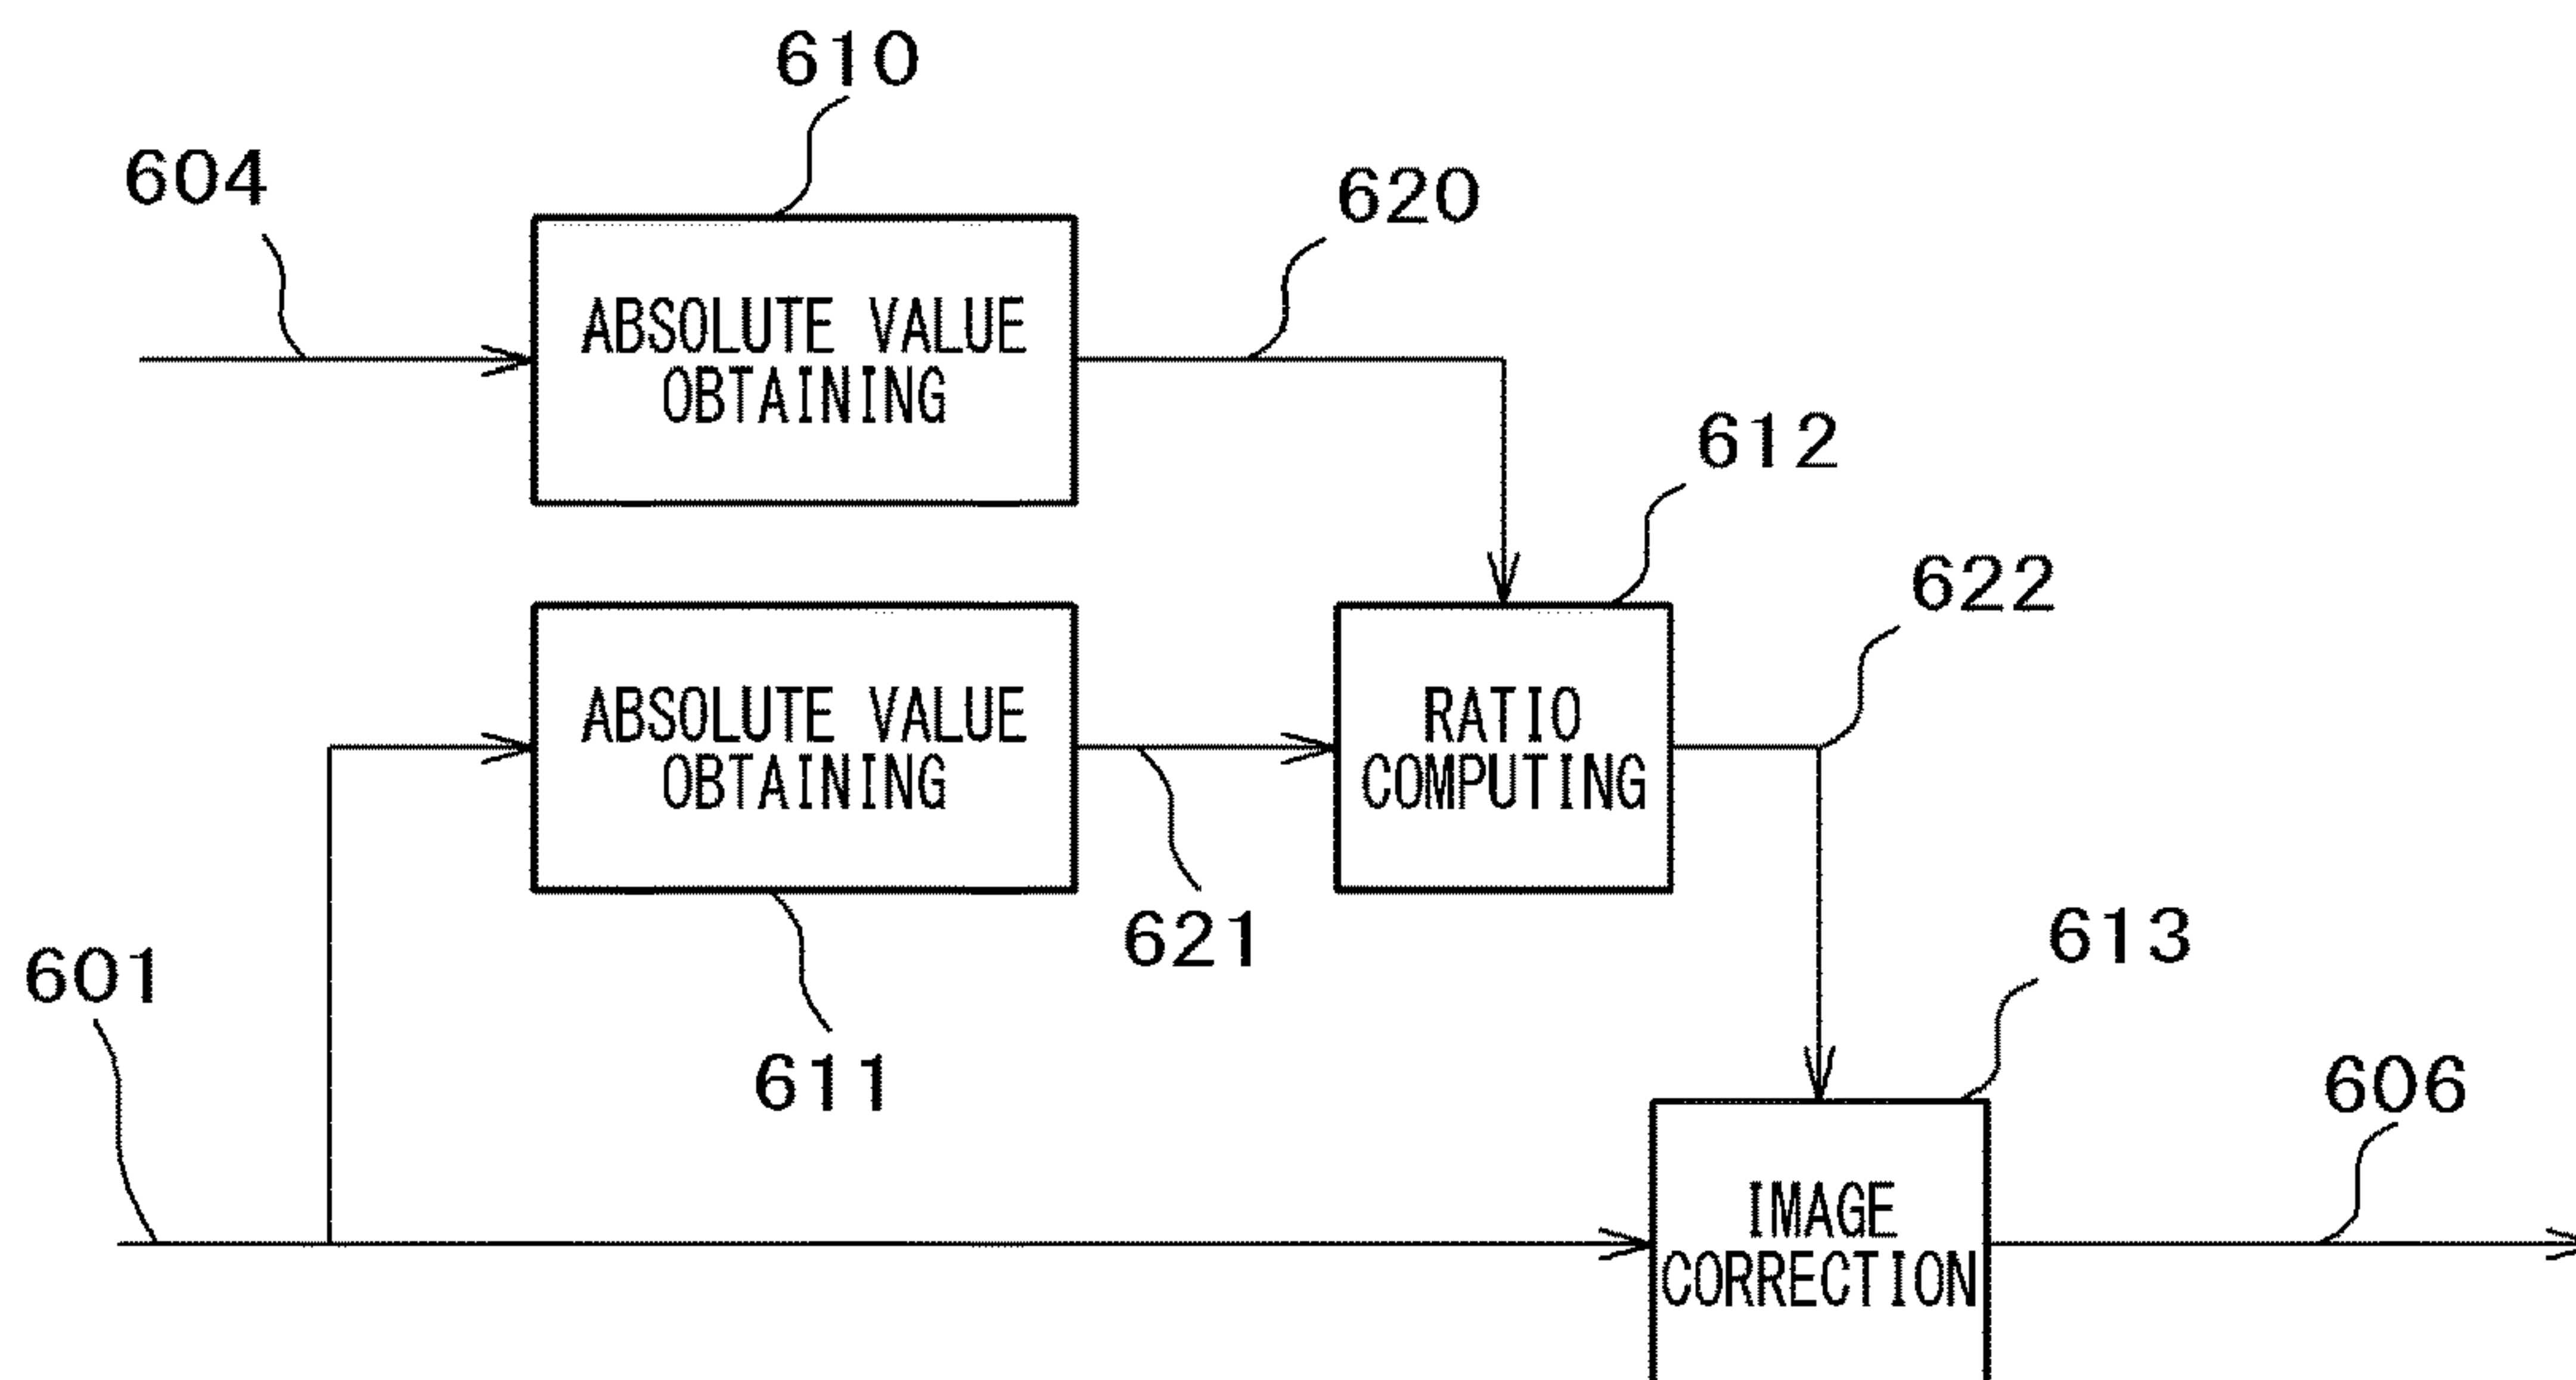 610
604
620
ABSOLUTE VALUE
OBTAINING
612
622
ABSOLUTE VALUE
OBTAINING
RATIO
COMPUTING
621
613
601
611
606
IMAGE
CORRECTION